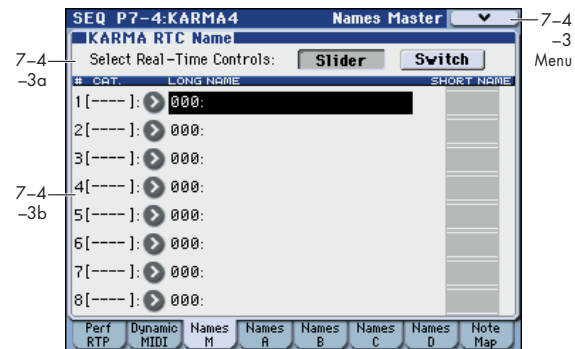 SEQ P7-4:KARMA4 Names Master
KARMA RTC Name
Select Real-Time Controls: Slider Switch
# CAT. LONG NAME SHORT NAME
1[---- ]: 000:
2[---- ]: 000:
3[---- ]: 000:
4[---- ]: 000:
5[---- ]: 000:
6[---- ]: 000:
7[---- ]: 000:
8[---- ]: 000:
Perf RTP Dynamic MIDI Names M Names A Names B Names C Names D Note Map
7–4
–3a
7–4
–3b
7–4
–3
Menu